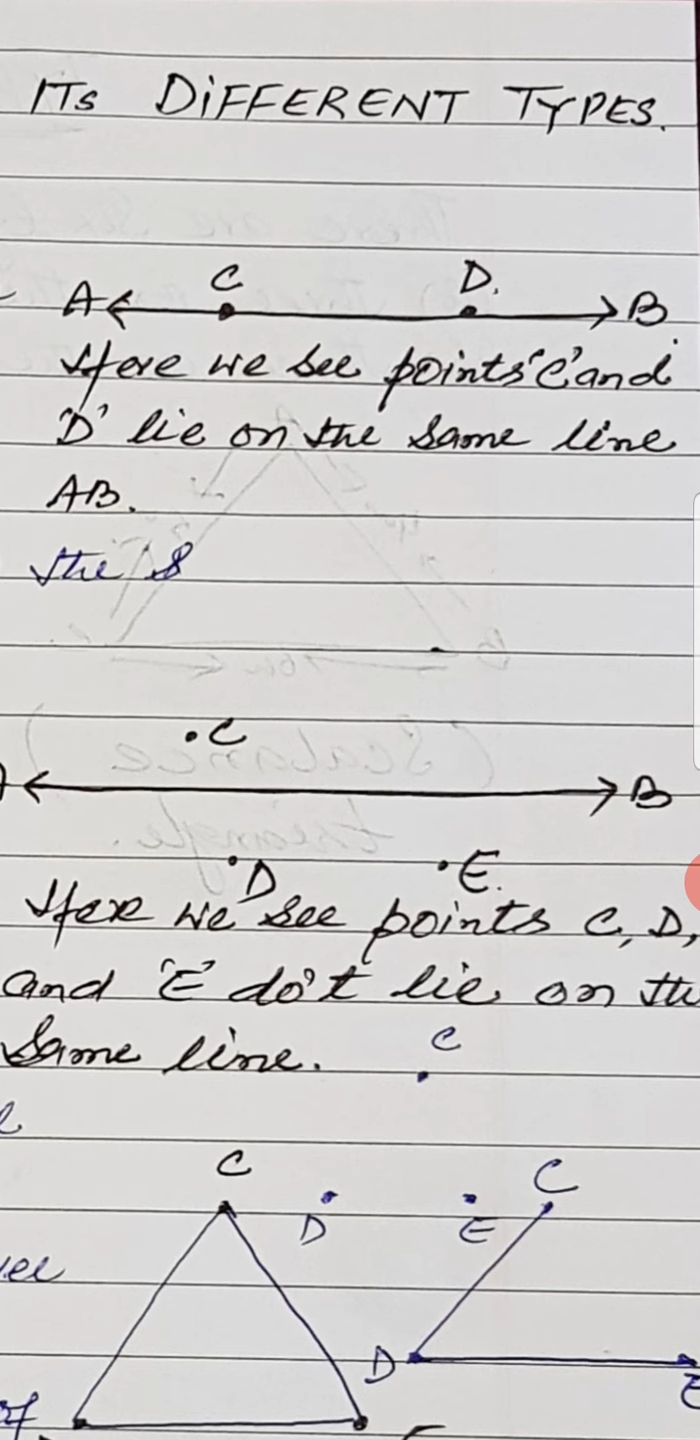 ITs DIFFERENT TYPES.
C D.
A B
Here we see points 'C' and
'D' lie on the same line
AB.
the S
C
B
D E.
Here we see points C, D,
and 'E' do't lie on the
Same line.
C
C C
D E
D